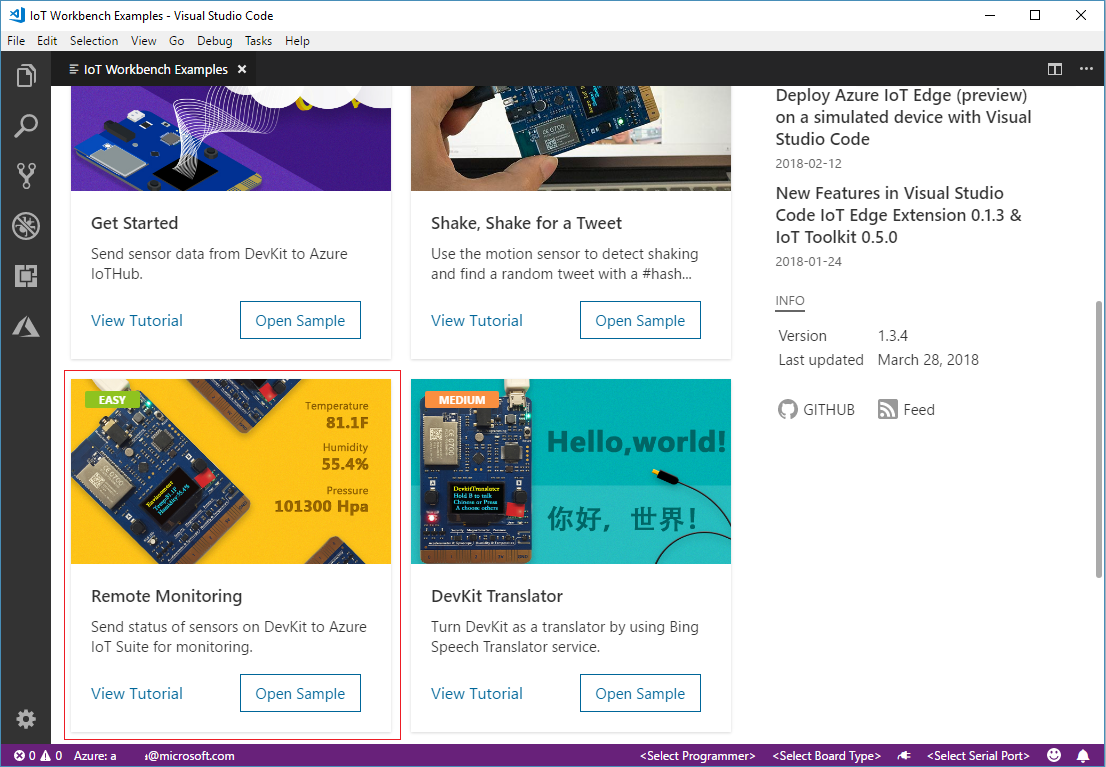 IoT Workbench Examples - Visual Studio Code
File Edit Selection View Go Debug Tasks Help
IoT Workbench Examples
Get Started
Send sensor data from DevKit to Azure
IoTHub.
View Tutorial
Open Sample
Shake, Shake for a Tweet
Use the motion sensor to detect shaking
and find a random tweet with a #hash...
View Tutorial
Open Sample
EASY
Temperature
81.1F
Humidity
55.4%
Pressure
101300 Hpa
Remote Monitoring
Send status of sensors on DevKit to Azure
IoT Suite for monitoring.
View Tutorial
Open Sample
MEDIUM
DevkitTranslator
Hold B to talk
Chinese or Press
A choose others
Hello,world!
你好，世界！
DevKit Translator
Turn DevKit as a translator by using Bing
Speech Translator service.
View Tutorial
Open Sample
Deploy Azure IoT Edge (preview)
on a simulated device with Visual
Studio Code
2018-02-12
New Features in Visual Studio
Code IoT Edge Extension 0.1.3 &
IoT Toolkit 0.5.0
2018-01-24
INFO
Version 1.3.4
Last updated March 28, 2018
GITHUB Feed
0 0 Azure: a @microsoft.com <Select Programmer> <Select Board Type> <Select Serial Port>